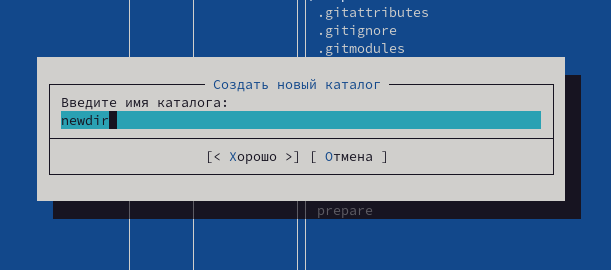 .gitattributes
.gitignore
.gitmodules
Создать новый каталог
Введите имя каталога:
newdir
[< Хорошо >] [ Отмена ]
prepare